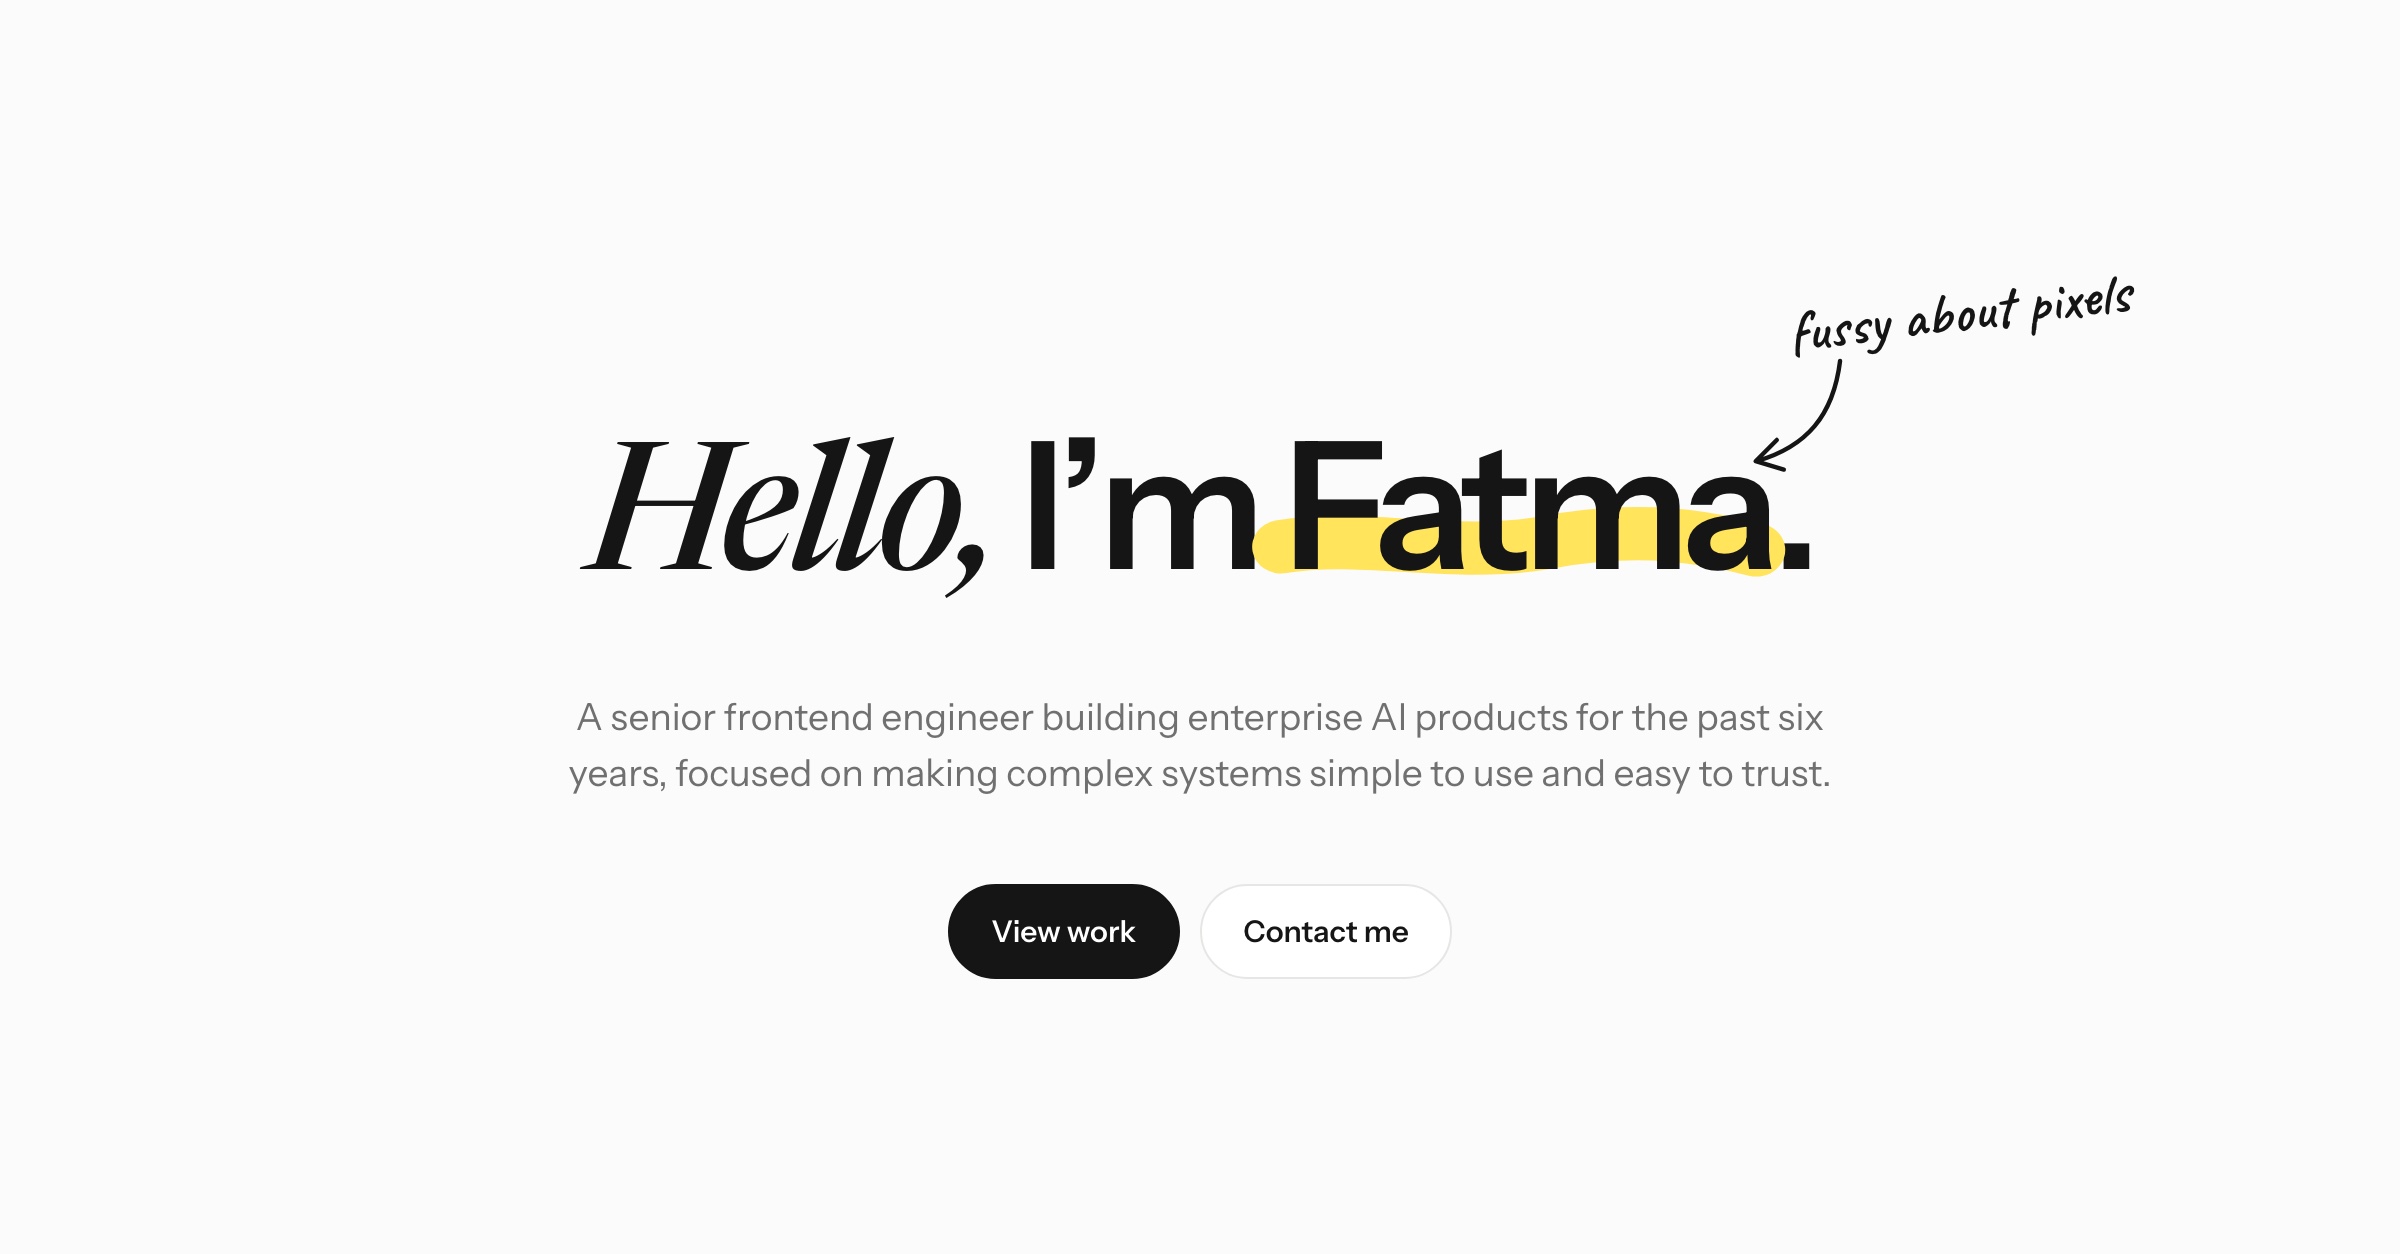 fussy about pixels
Hello, I’m Fatma.
A senior frontend engineer building enterprise AI products for the past six
years, focused on making complex systems simple to use and easy to trust.
View work
Contact me